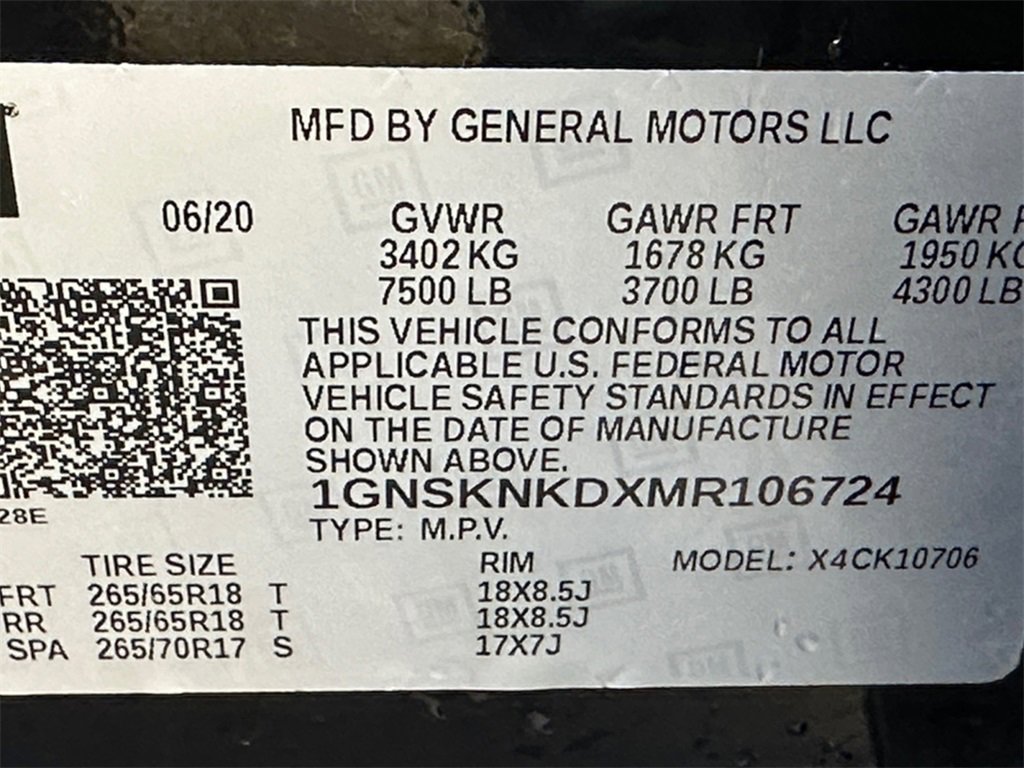 MFD BY GENERAL MOTORS LLC
06/20 GVWR GAWR FRT GAWR
3402 KG 1678 KG 1950 KG
7500 LB 3700 LB 4300 LB
THIS VEHICLE CONFORMS TO ALL
APPLICABLE U.S. FEDERAL MOTOR
VEHICLE SAFETY STANDARDS IN EFFECT
ON THE DATE OF MANUFACTURE
SHOWN ABOVE.
1GNSKNKDXMR106724
28E
TYPE: M.P.V.
TIRE SIZE RIM MODEL: X4CK10706
FRT 265/65R18 T 18X8.5J
RR 265/65R18 T 18X8.5J
SPA 265/70R17 S 17X7J